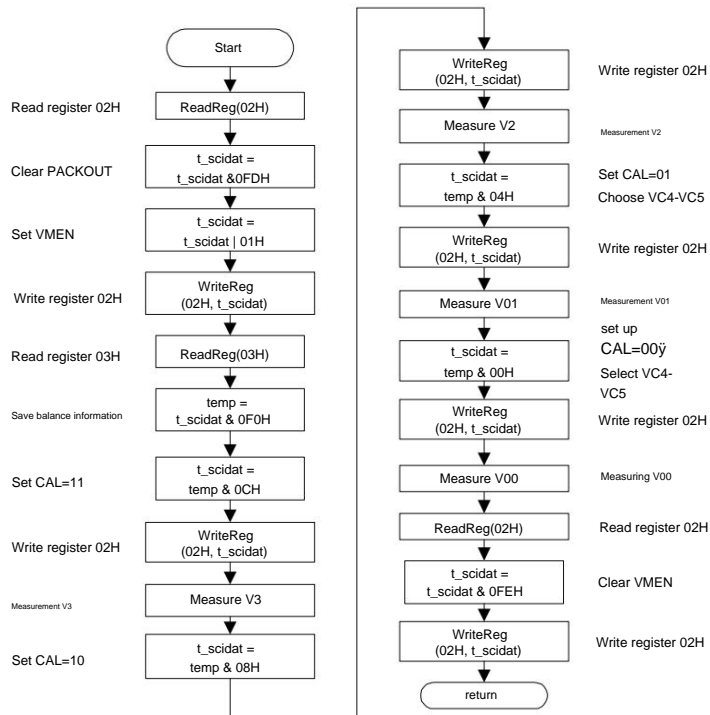 Start
Read register 02H
ReadReg(02H)
Clear PACKOUT
t_scidat =
t_scidat &0FDH
Set VMEN
t_scidat =
t_scidat | 01H
Write register 02H
WriteReg
(02H, t_scidat)
Read register 03H
ReadReg(03H)
Save balance information
temp =
t_scidat & 0F0H
Set CAL=11
t_scidat =
temp & 0CH
Write register 02H
WriteReg
(02H, t_scidat)
Measurement V3
Measure V3
Set CAL=10
t_scidat =
temp & 08H
WriteReg
(02H, t_scidat)
Write register 02H
Measure V2
Measurement V2
t_scidat =
temp & 04H
Set CAL=01
Choose VC4-VC5
WriteReg
(02H, t_scidat)
Write register 02H
Measure V01
Measurement V01
t_scidat =
temp & 00H
set up
CAL=00ÿ
Select VC4-
VC5
WriteReg
(02H, t_scidat)
Write register 02H
Measure V00
Measuring V00
ReadReg(02H)
Read register 02H
t_scidat =
t_scidat & 0FEH
Clear VMEN
WriteReg
(02H, t_scidat)
Write register 02H
return